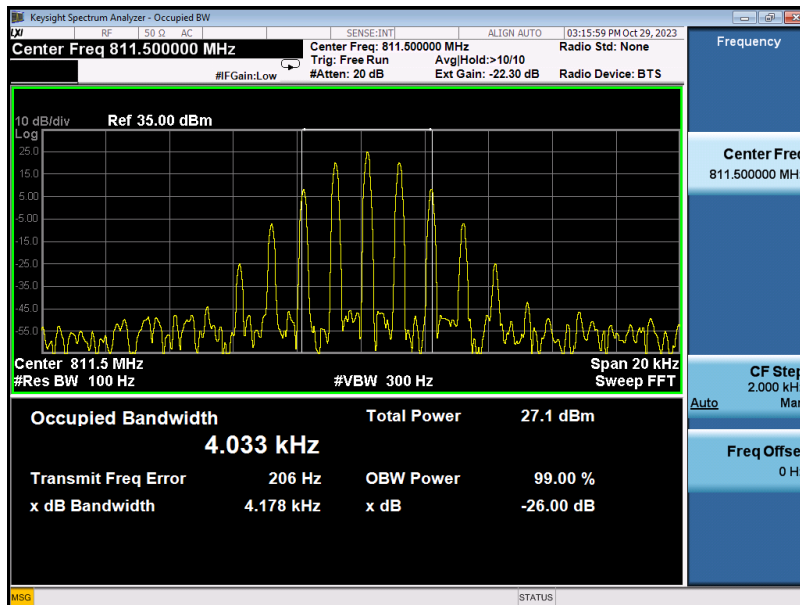 Keysight Spectrum Analyzer - Occupied BW
LXI RF 50 Ω AC SENSE:INT ALIGN AUTO 03:15:59 PM Oct 29, 2023
Center Freq 811.500000 MHz
Center Freq: 811.500000 MHz Radio Std: None
Trig: Free Run Avg|Hold:>10/10
#IFGain:Low #Atten: 20 dB Ext Gain: -22.30 dB Radio Device: BTS
10 dB/div Ref 35.00 dBm
Log
25.0
15.0
5.00
-5.00
-15.0
-25.0
-35.0
-45.0
-55.0
Center 811.5 MHz Span 20 kHz
#Res BW 100 Hz #VBW 300 Hz Sweep FFT
Occupied Bandwidth Total Power 27.1 dBm
4.033 kHz
Transmit Freq Error 206 Hz OBW Power 99.00 %
x dB Bandwidth 4.178 kHz x dB -26.00 dB
MSG STATUS
Frequency
Center Freq
811.500000 MHz
CF Step
2.000 kHz
Auto Man
Freq Offse
0 Hz